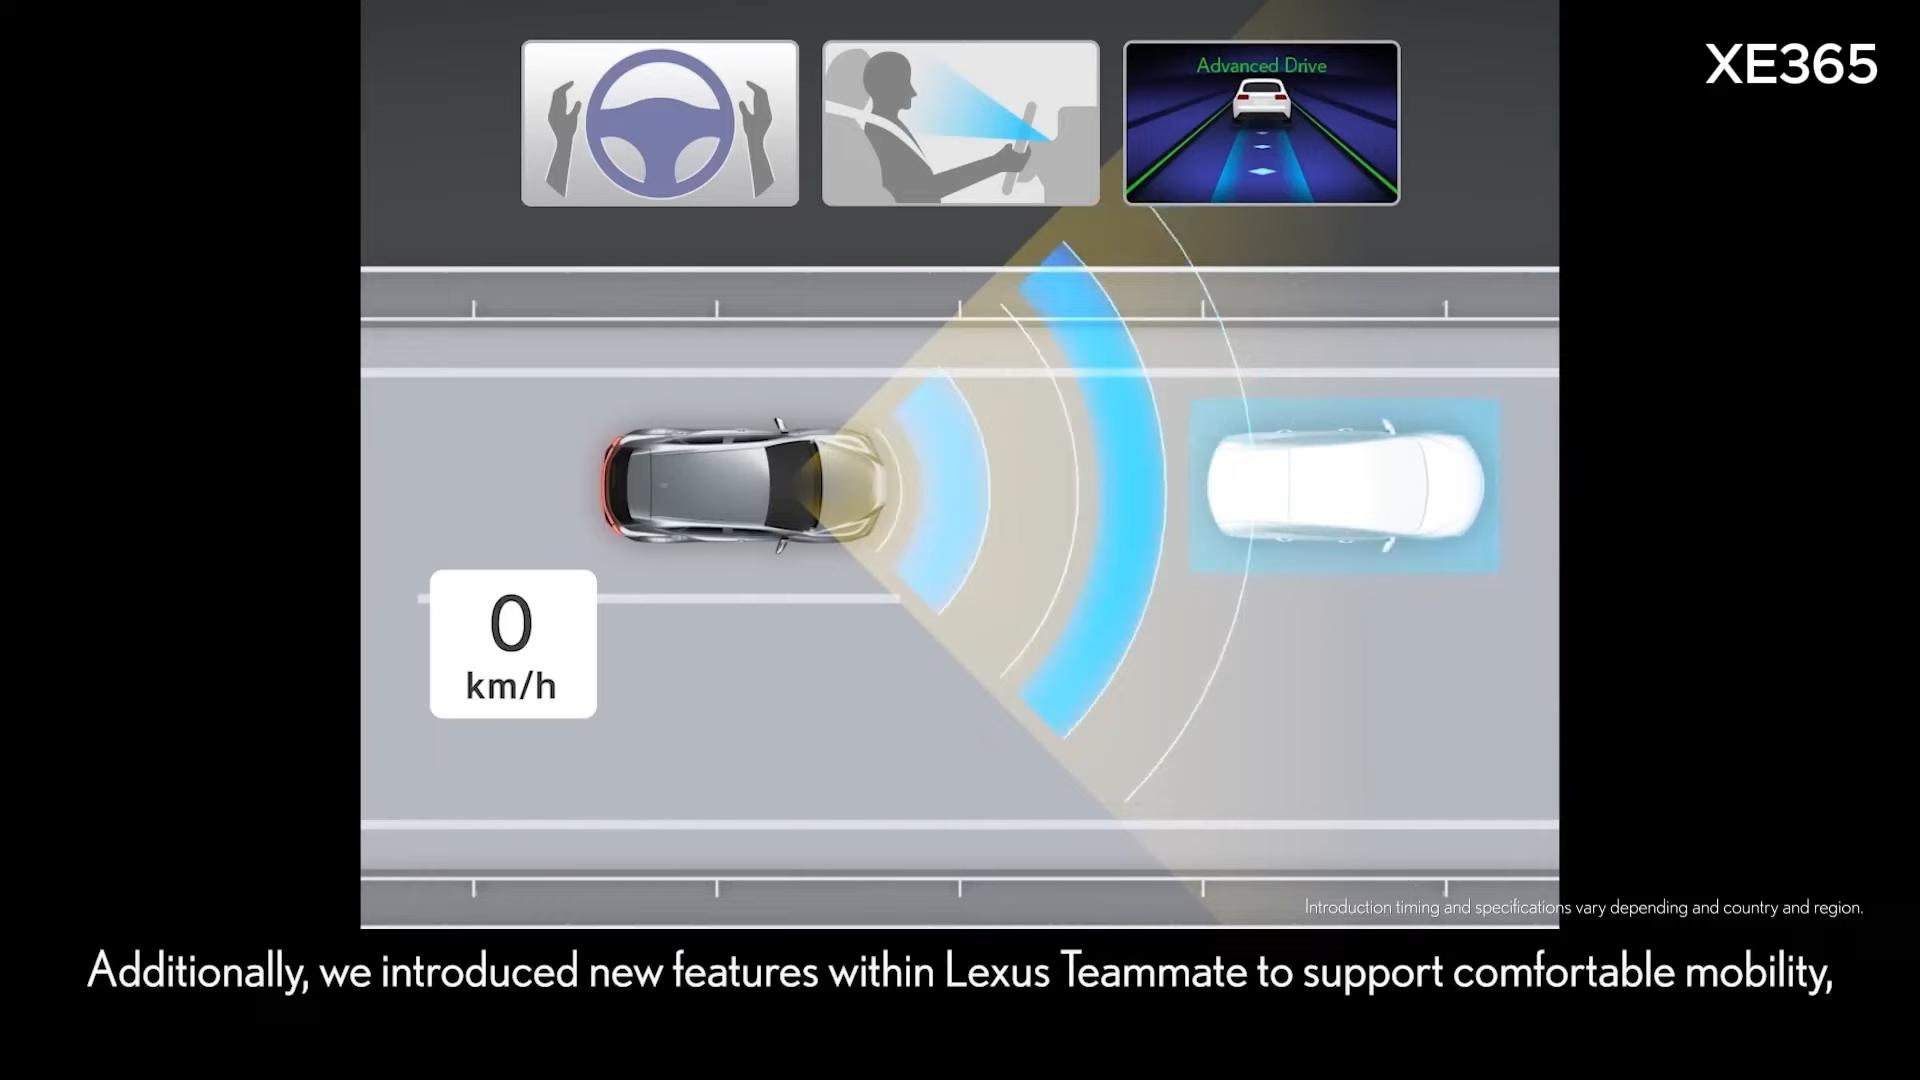 Advanced Drive
XE365
0
km/h
Introduction timing and specifications vary depending and country and region.
Additionally, we introduced new features within Lexus Teammate to support comfortable mobility,